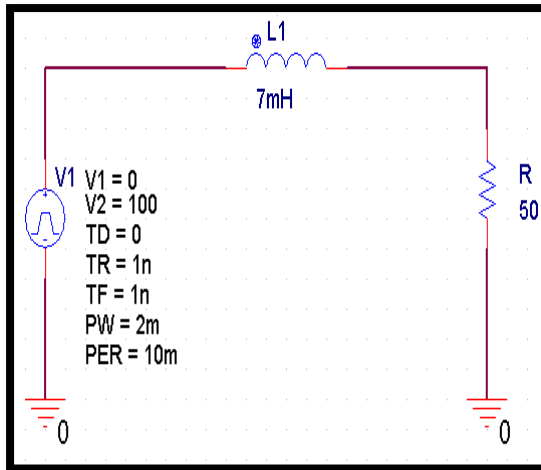 L1
7mH
V1
V1 = 0
V2 = 100
TD = 0
TR = 1n
TF = 1n
PW = 2m
PER = 10m
R
50
0
0